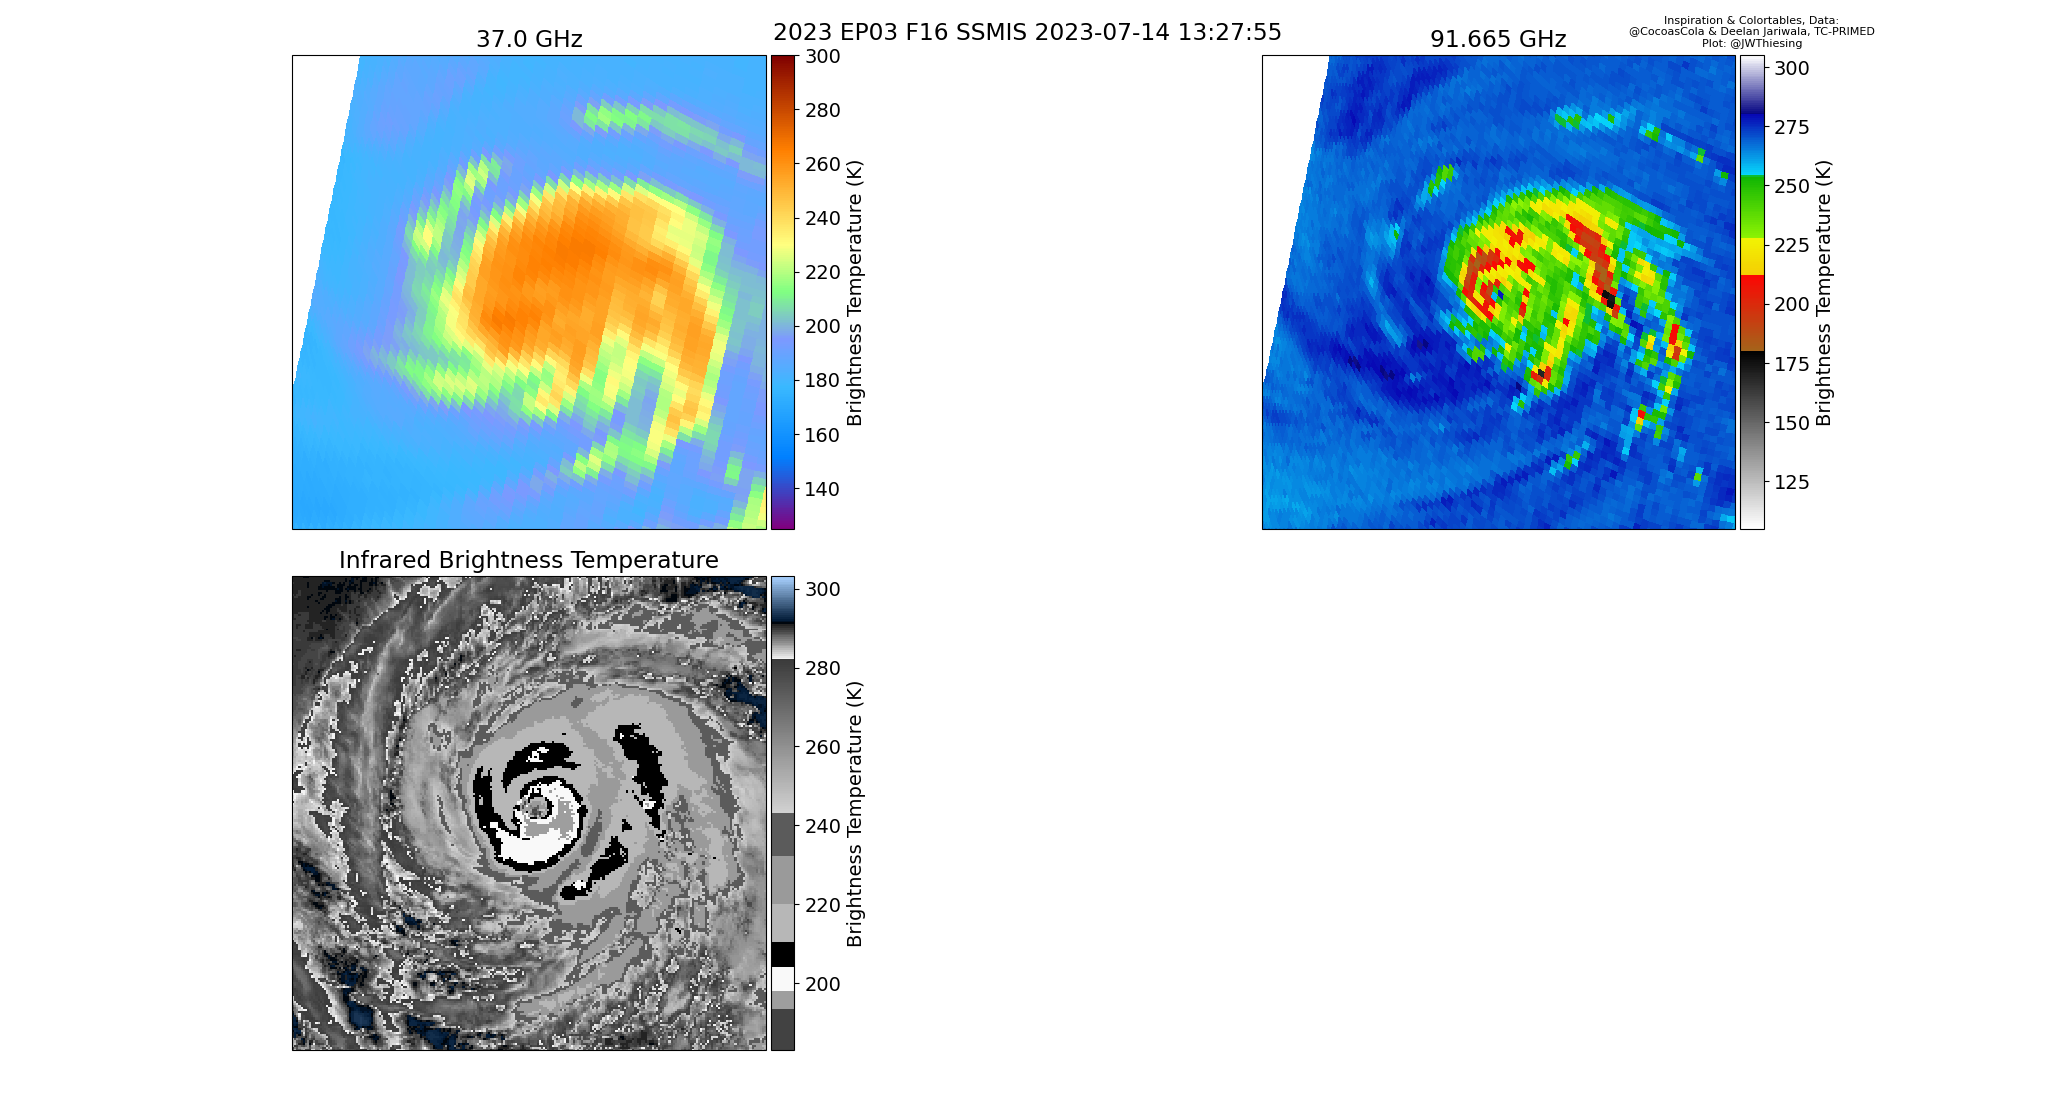 2023 EP03 F16 SSMIS 2023-07-14 13:27:55
Inspiration & Colortables, Data:
@CocoasCola & Deelan Jariwala, TC-PRIMED
Plot: @JWThiesing
37.0 GHz
300
280
260
240
220
200
180
160
140
Brightness Temperature (K)
91.665 GHz
300
275
250
225
200
175
150
125
Brightness Temperature (K)
Infrared Brightness Temperature
300
280
260
240
220
200
Brightness Temperature (K)